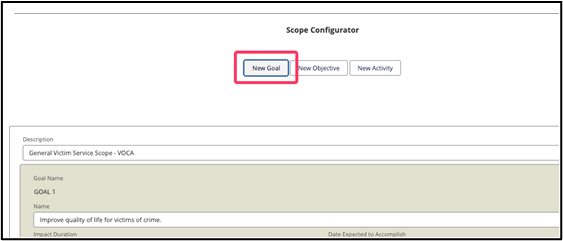 Scope Configurator
New Goal New Objective New Activity
Description
General Victim Service Scope - VOCA
Goal Name
GOAL 1
Name
Improve quality of life for victims of crime.
Impact Duration Date Expected to Accomplish